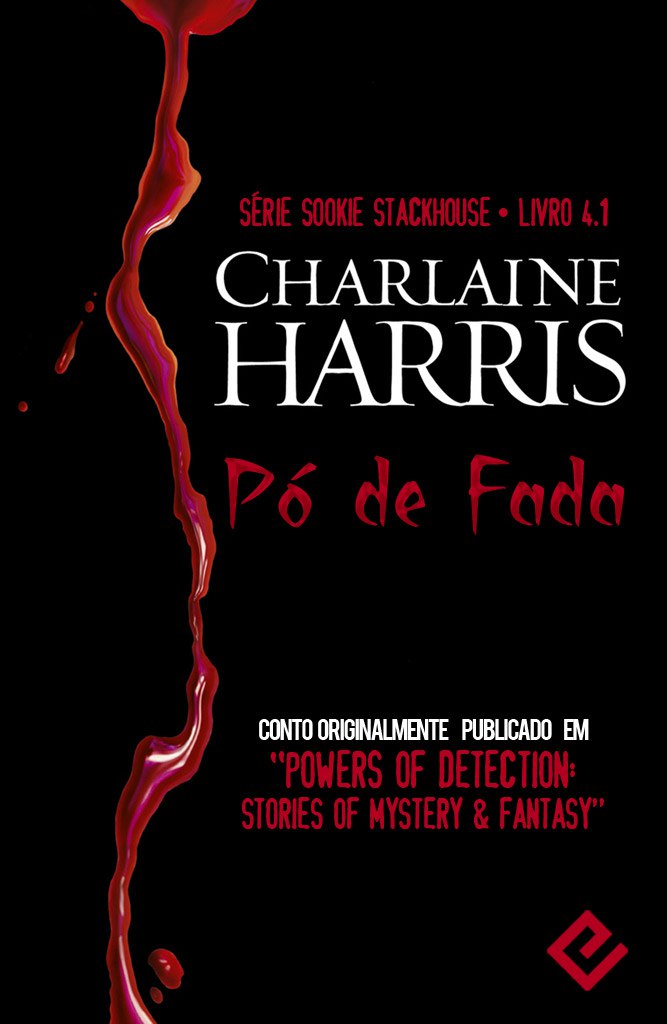 SÉRIE SOOKIE STACKHOUSE • LIVRO 4.1
CHARLAINE
HARRIS
Pó de Fada
CONTO ORIGINALMENTE PUBLICADO EM
"POWERS OF DETECTION:
STORIES OF MYSTERY & FANTASY"